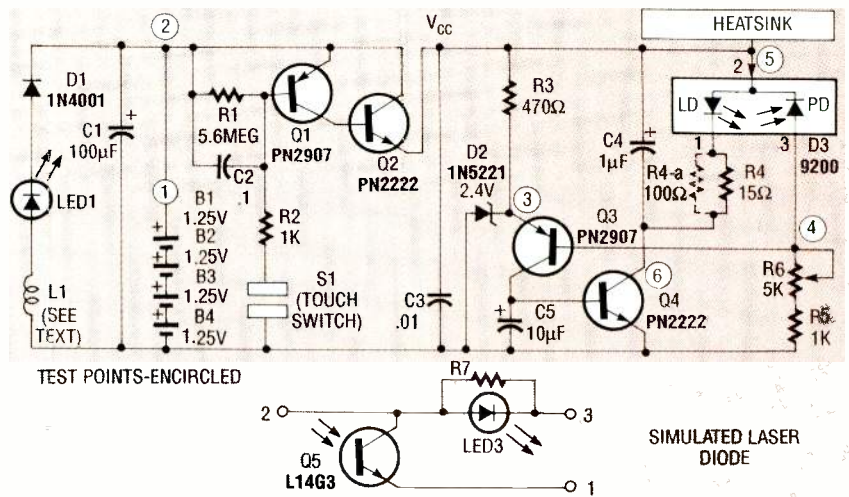 HEATSINK
VCC
2
5
2
D1
1N4001
C1
100µF
+
R1
5.6MEG
C2
.1
Q1
PN2907
Q2
PN2222
R3
470Ω
D2
1N5221
2.4V
C4
1µF
+
LD
PD
1
3
D3
9200
R4-a
100Ω
R4
15Ω
LED1
1
B1
1.25V
B2
1.25V
B3
1.25V
B4
1.25V
R2
1K
S1
(TOUCH
SWITCH)
L1
(SEE
TEXT)
C3
.01
3
Q3
PN2907
4
6
Q4
PN2222
C5
10µF
+
R6
5K
R5
1K
TEST POINTS-ENCIRCLED
R7
2
3
LED3
Q5
L14G3
1
SIMULATED LASER
DIODE